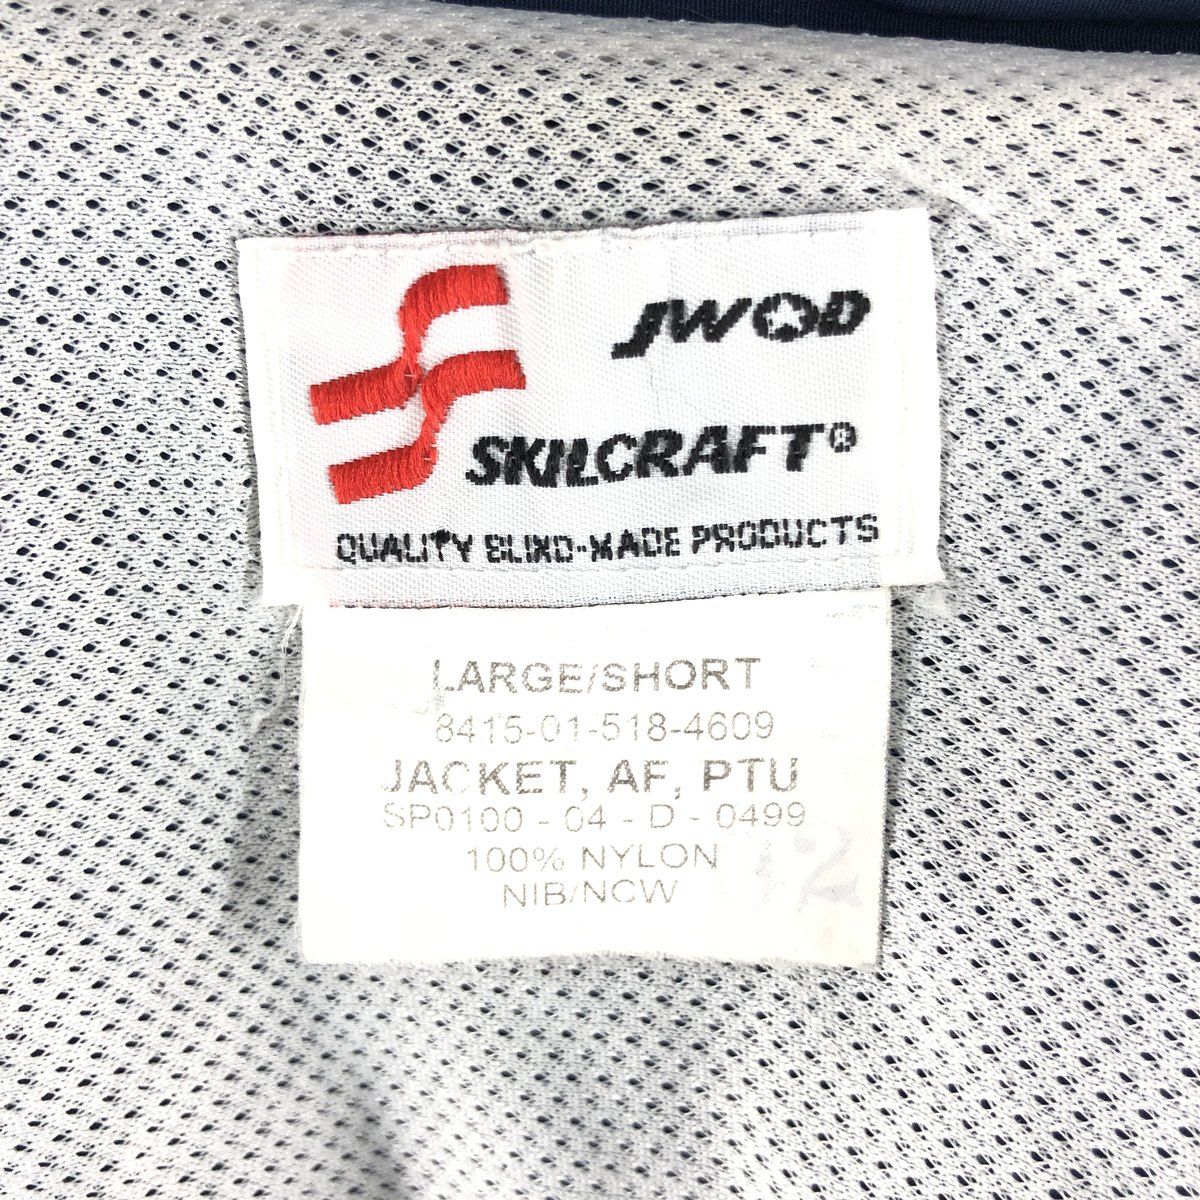 JWOD
SKILCRAFT®
QUALITY BLIND-MADE PRODUCTS
LARGE/SHORT
8415-01-518-4609
JACKET, AF, PTU
SP0100 - 04 - D - 0499
100% NYLON
NIB/NCW
42